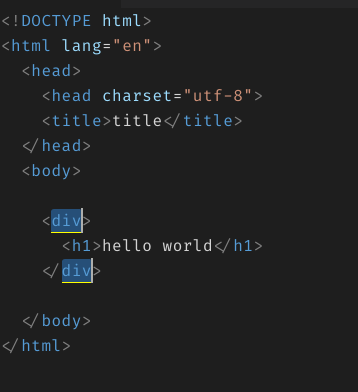 <!DOCTYPE html>
<html lang="en">
<head>
<head charset="utf-8">
<title>title</title>
</head>
<body>
<div>
<h1>hello world</h1>
</div>
</body>
</html>